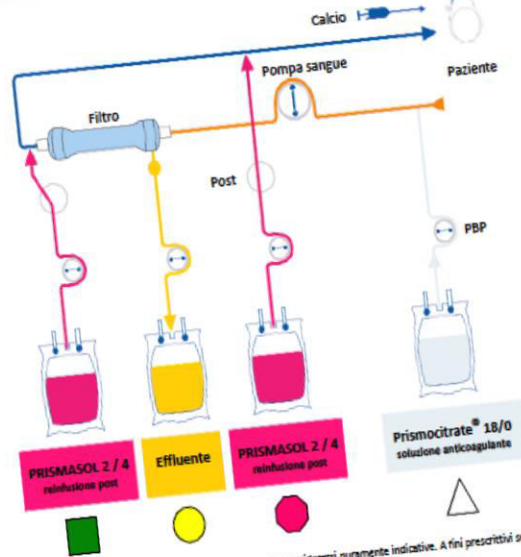 Calcio
Pompa sangue
Paziente
Filtro
Post
PBP
PRISMASOL 2 / 4
reinfusione post
Effluente
PRISMASOL 2 / 4
reinfusione post
Prismocitrate® 18/0
soluzione anticoagulante
puramente indicative. A fini prescrittivi